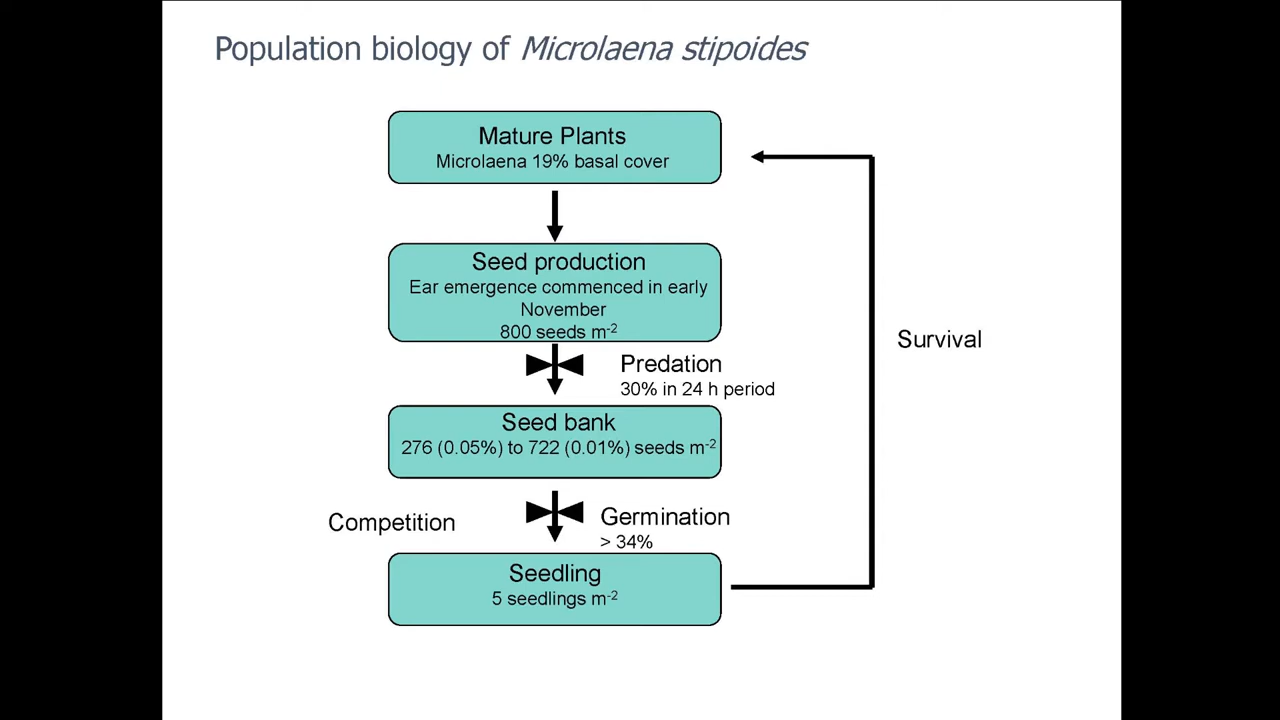 Population biology of Microlaena stipoides
Mature Plants
Microlaena 19% basal cover
Seed production
Ear emergence commenced in early
November
800 seeds m⁻²
Predation
30% in 24 h period
Survival
Seed bank
276 (0.05%) to 722 (0.01%) seeds m⁻²
Competition
Germination
> 34%
Seedling
5 seedlings m⁻²